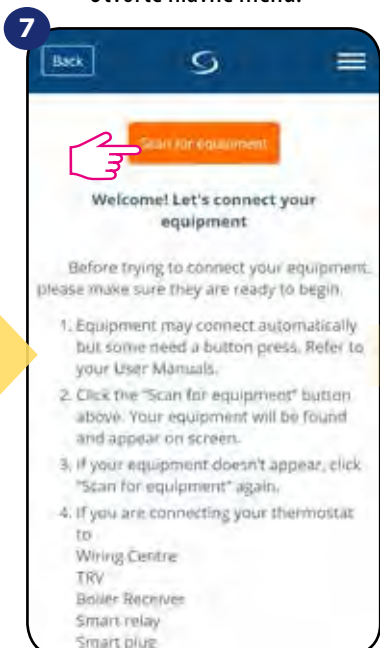 7
Back
Scan for equipment
Welcome! Let's connect your
equipment
Before trying to connect your equipment,
please make sure they are ready to begin.
1. Equipment may connect automatically
but some need a button press. Refer to
your User Manuals.
2. Click the "Scan for equipment" button
above. Your equipment will be found
and appear on screen.
3. If your equipment doesn't appear, click
"Scan for equipment" again.
4. If you are connecting your thermostat
to
Wiring Centre
TRV
Boiler Receiver
Smart relay
Smart plug